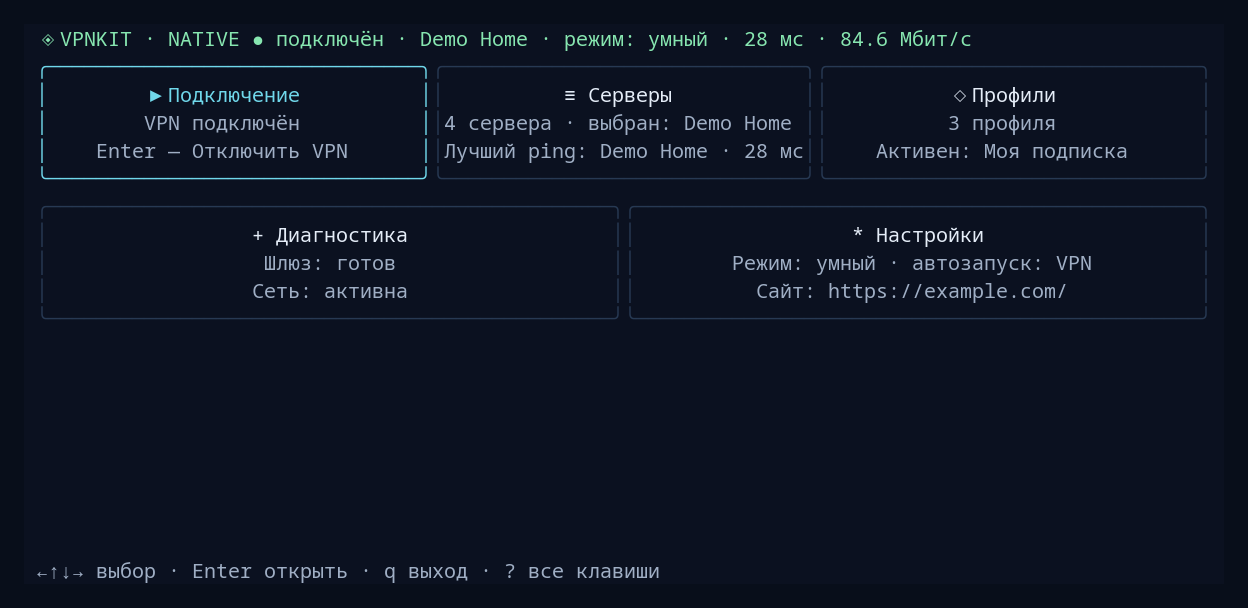 ◈ VPNKIT · NATIVE ● подключён · Demo Home · режим: умный · 28 мс · 84.6 Мбит/с
▶ Подключение
VPN подключён
Enter — Отключить VPN
≡ Серверы
4 сервера · выбран: Demo Home
Лучший ping: Demo Home · 28 мс
◇ Профили
3 профиля
Активен: Моя подписка
+ Диагностика
Шлюз: готов
Сеть: активна
* Настройки
Режим: умный · автозапуск: VPN
Сайт: https://example.com/
←↑↓→ выбор · Enter открыть · q выход · ? все клавиши